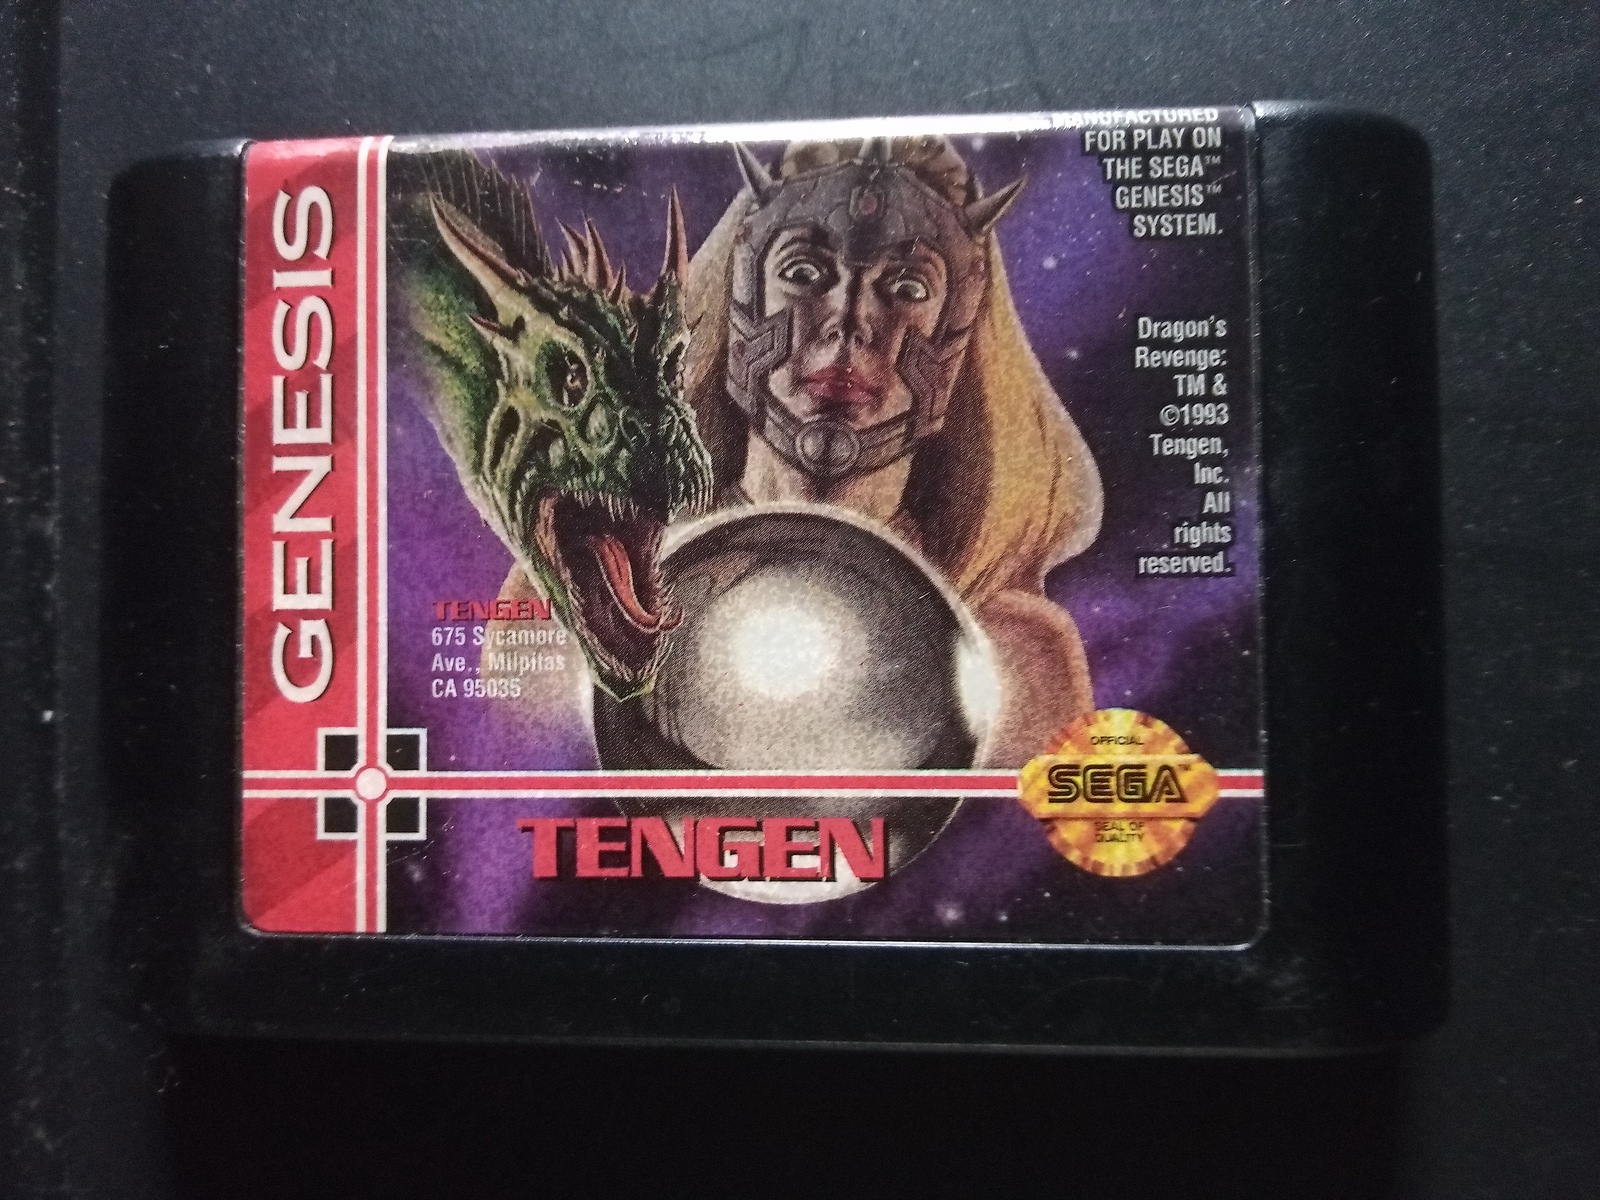 GENESIS
MANUFACTURED
FOR PLAY ON
THE SEGA™
GENESIS™
SYSTEM.
Dragon's
Revenge:
TM &
©1993
Tengen,
Inc.
All
rights
reserved.
TENGEN
675 Sycamore
Ave., Milpitas
CA 95035
OFFICIAL
SEGA™
SEAL OF
QUALITY
TENGEN